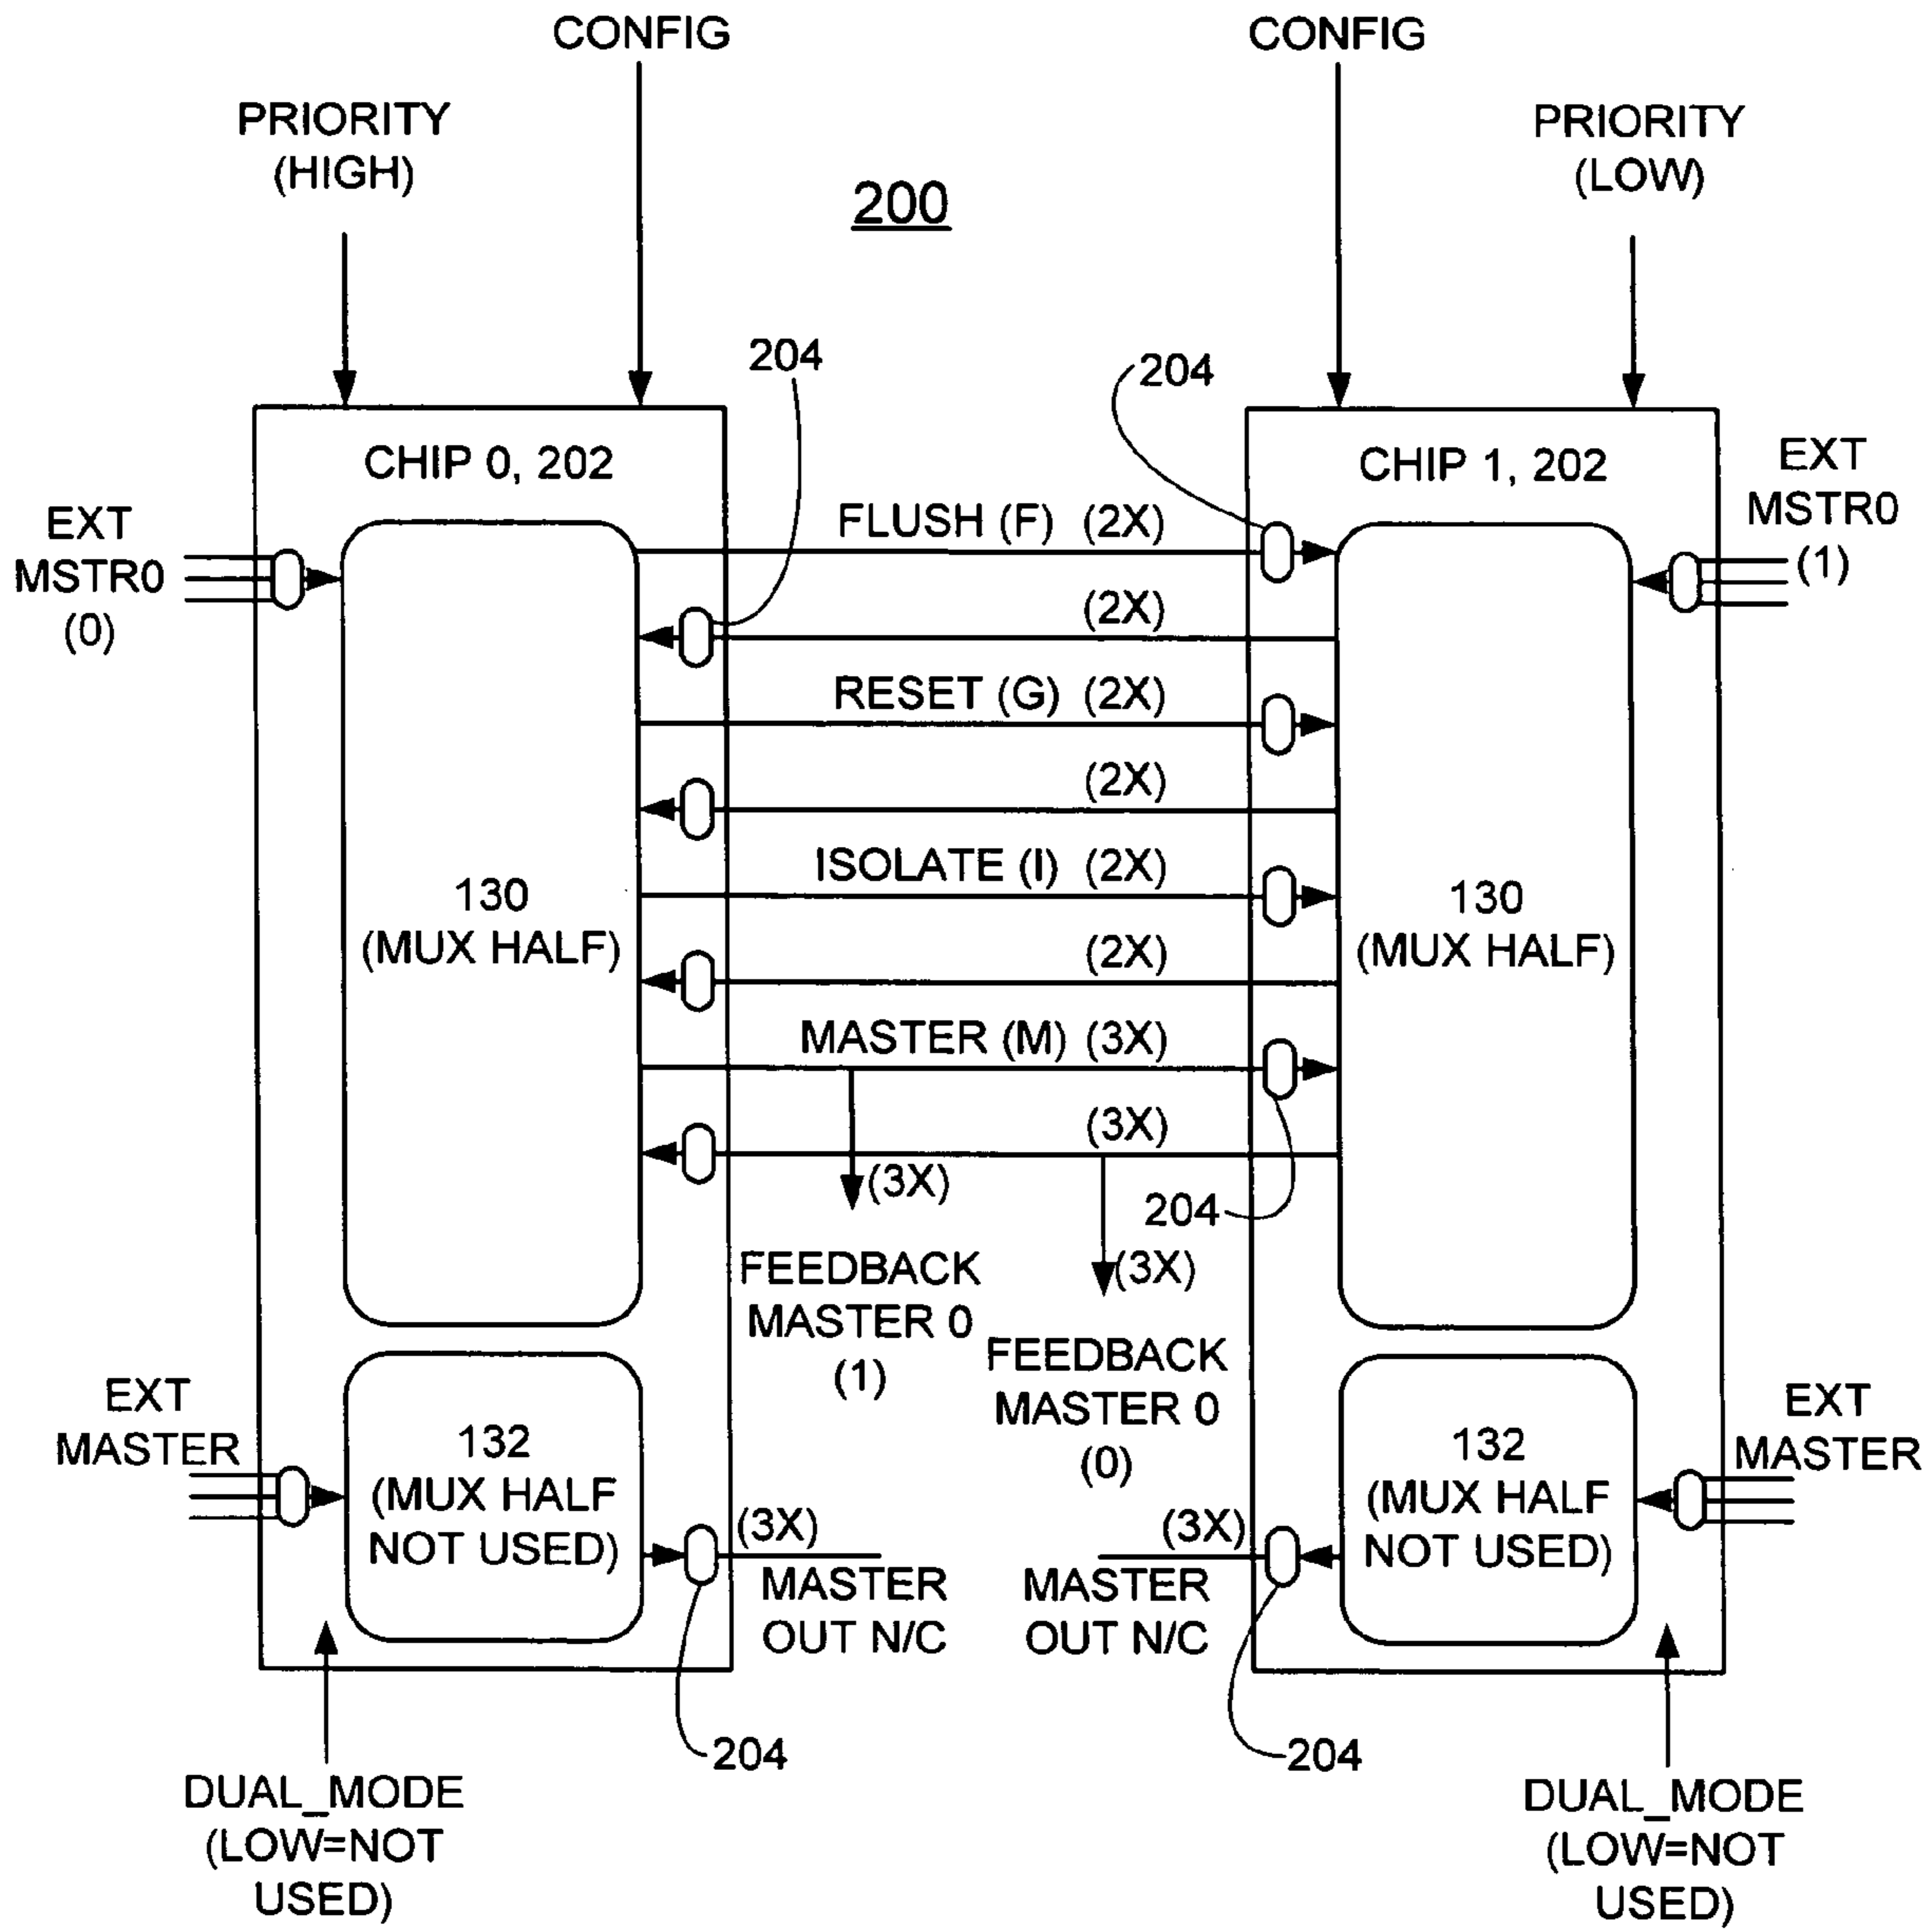 CONFIG
CONFIG
PRIORITY
(HIGH)
PRIORITY
(LOW)
200
204
204
CHIP 0, 202
CHIP 1, 202
EXT
MSTR0
(0)
EXT
MSTR0
(1)
FLUSH (F) (2X)
(2X)
RESET (G) (2X)
(2X)
ISOLATE (I) (2X)
(2X)
MASTER (M) (3X)
(3X)
130
(MUX HALF)
130
(MUX HALF)
(3X)
204
(3X)
FEEDBACK
MASTER 0
(1)
FEEDBACK
MASTER 0
(0)
EXT
MASTER
132
(MUX HALF
NOT USED)
(3X)
MASTER
OUT N/C
(3X)
MASTER
OUT N/C
132
(MUX HALF
NOT USED)
EXT
MASTER
204
204
DUAL_MODE
(LOW=NOT
USED)
DUAL_MODE
(LOW=NOT
USED)